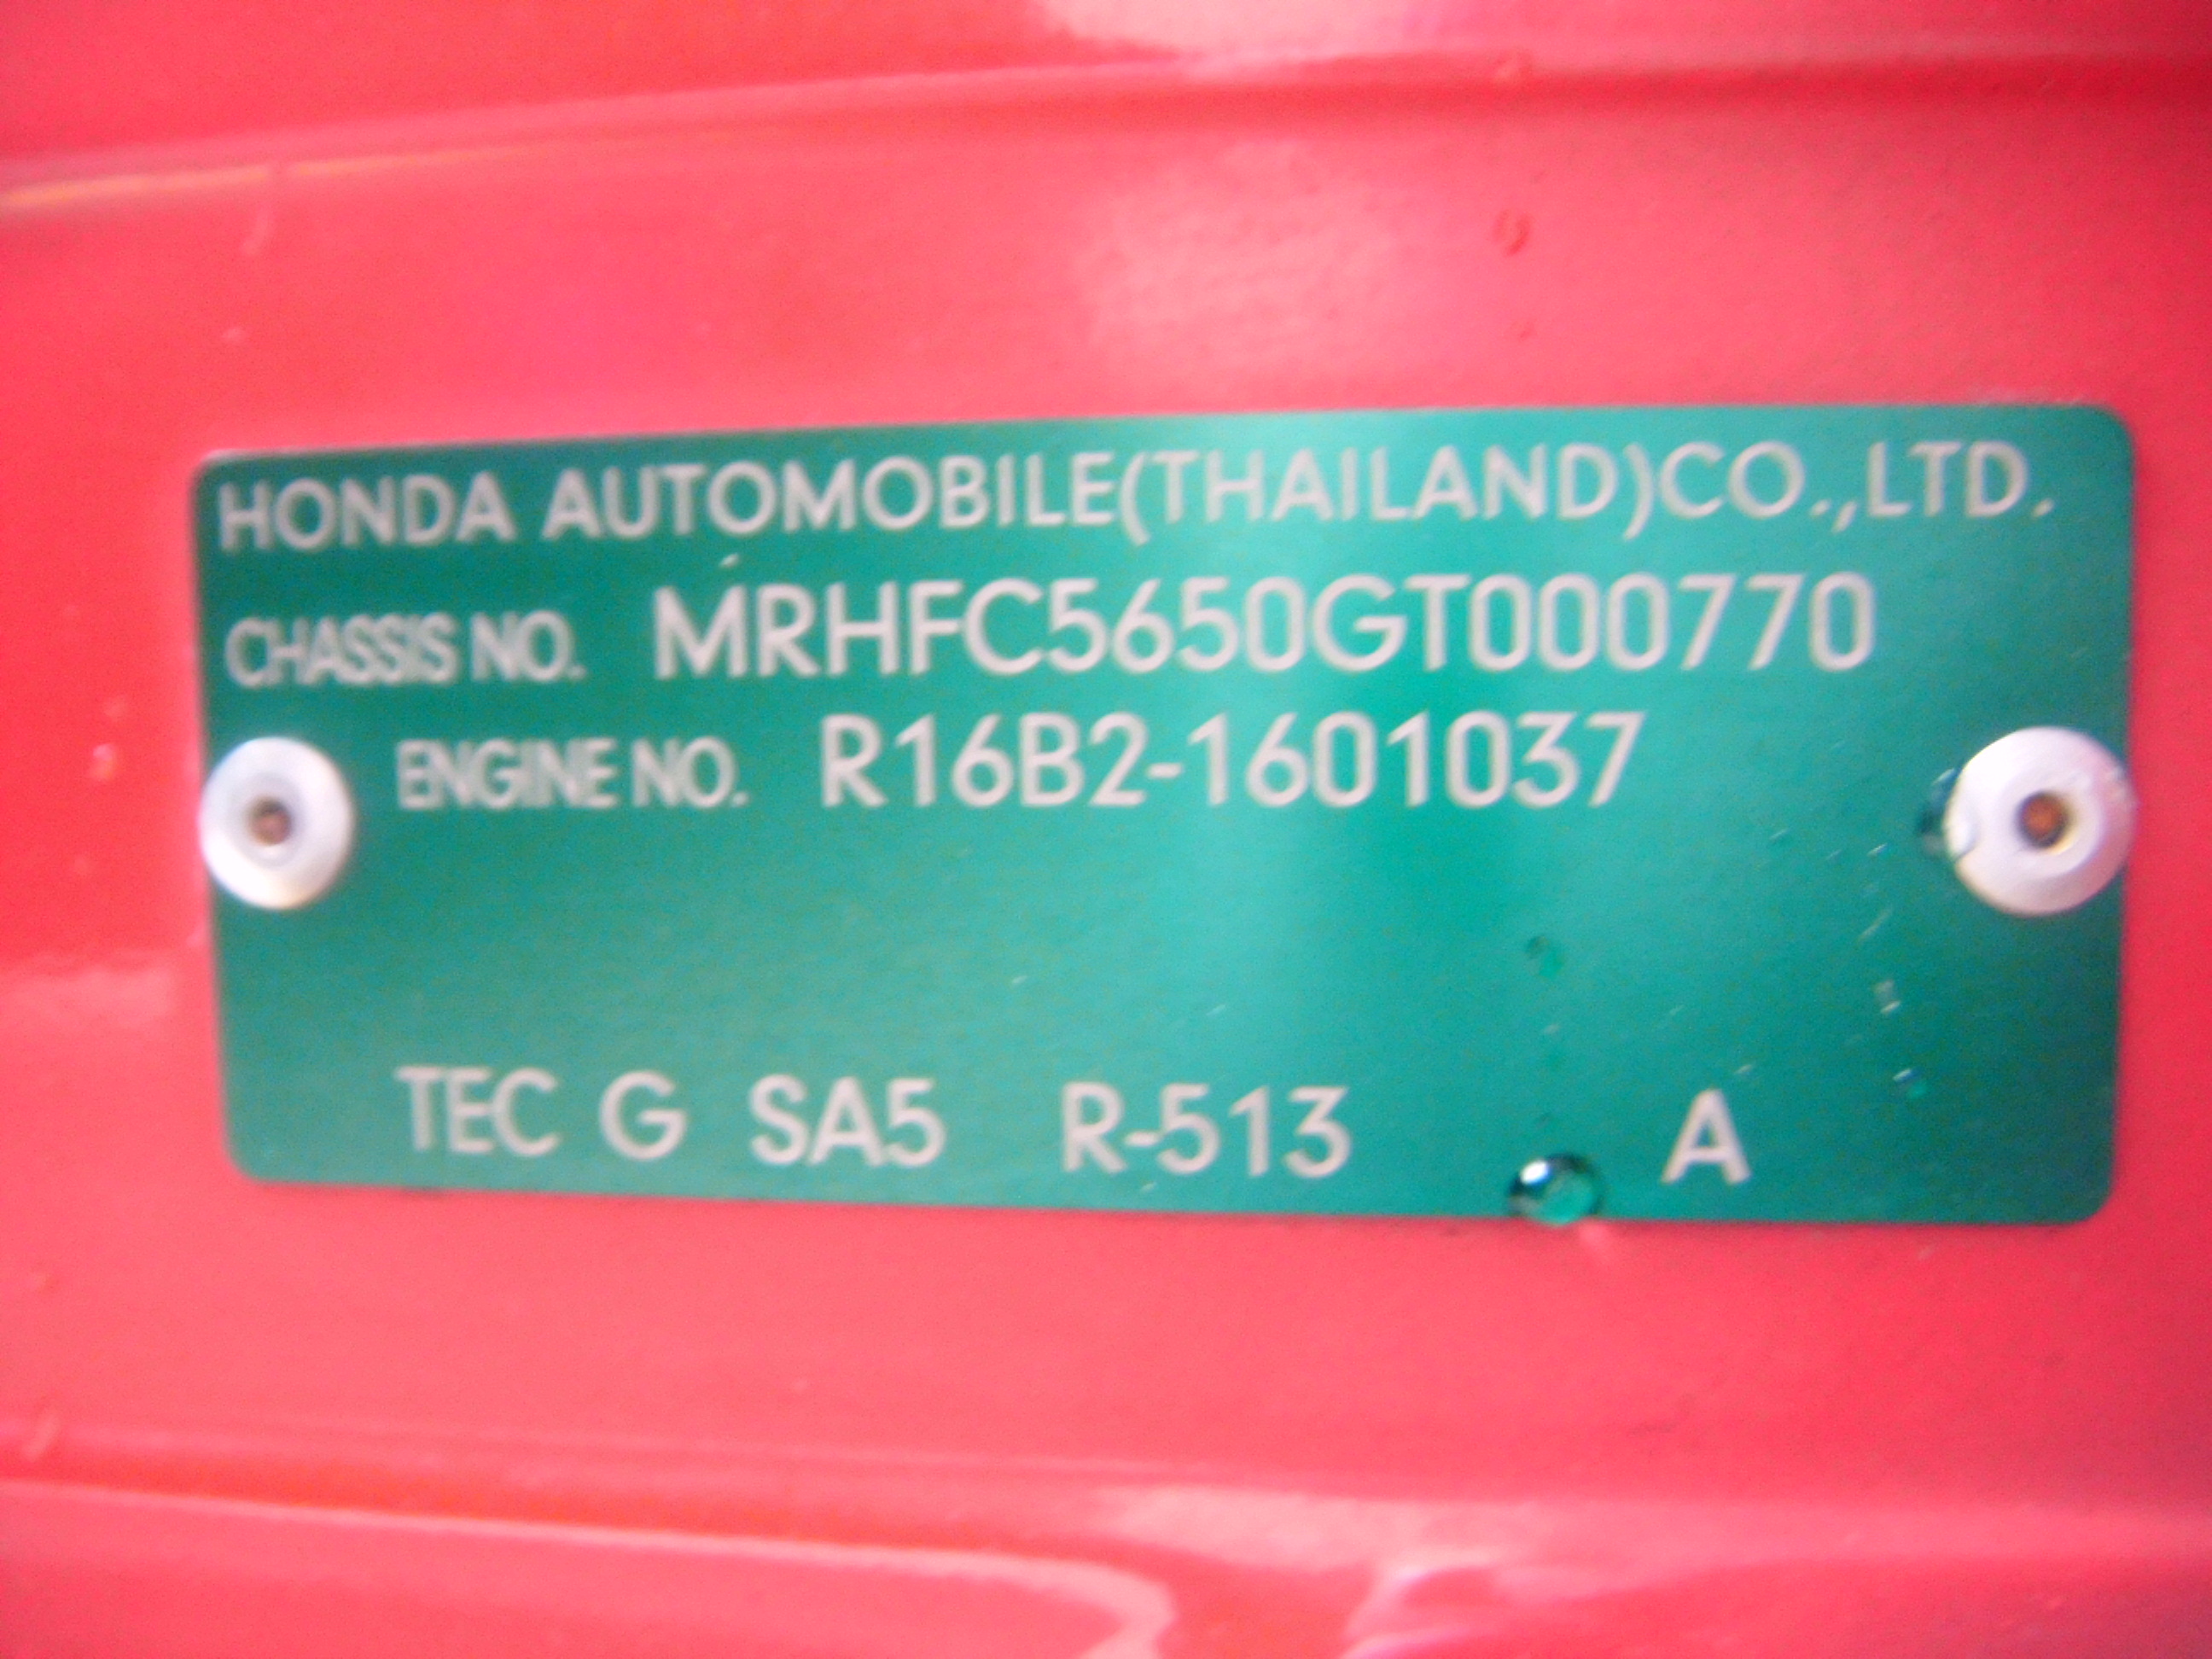 HONDA AUTOMOBILE(THAILAND)CO.,LTD.
CHASSIS NO. MRHFC5650GT000770
ENGINE NO. R16B2-1601037
TEC G SA5 R-513 A